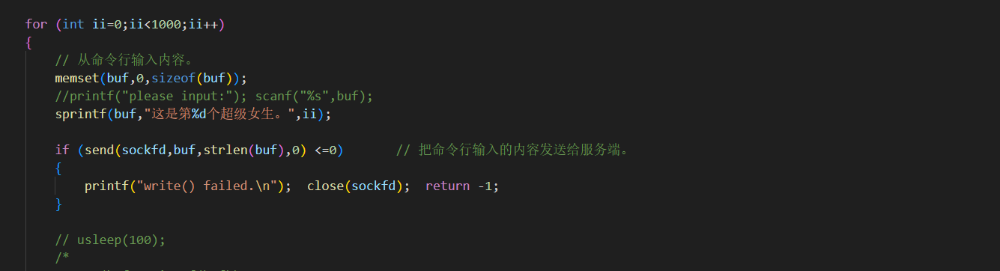 for (int ii=0;ii<1000;ii++)
{
// 从命令行输入内容。
memset(buf,0,sizeof(buf));
//printf("please input:"); scanf("%s",buf);
sprintf(buf,"这是第%d个超级女生。",ii);
if (send(sockfd,buf,strlen(buf),0) <=0)       // 把命令行输入的内容发送给服务端。
{
printf("write() failed.\n");  close(sockfd);  return -1;
}
// usleep(100);
/*